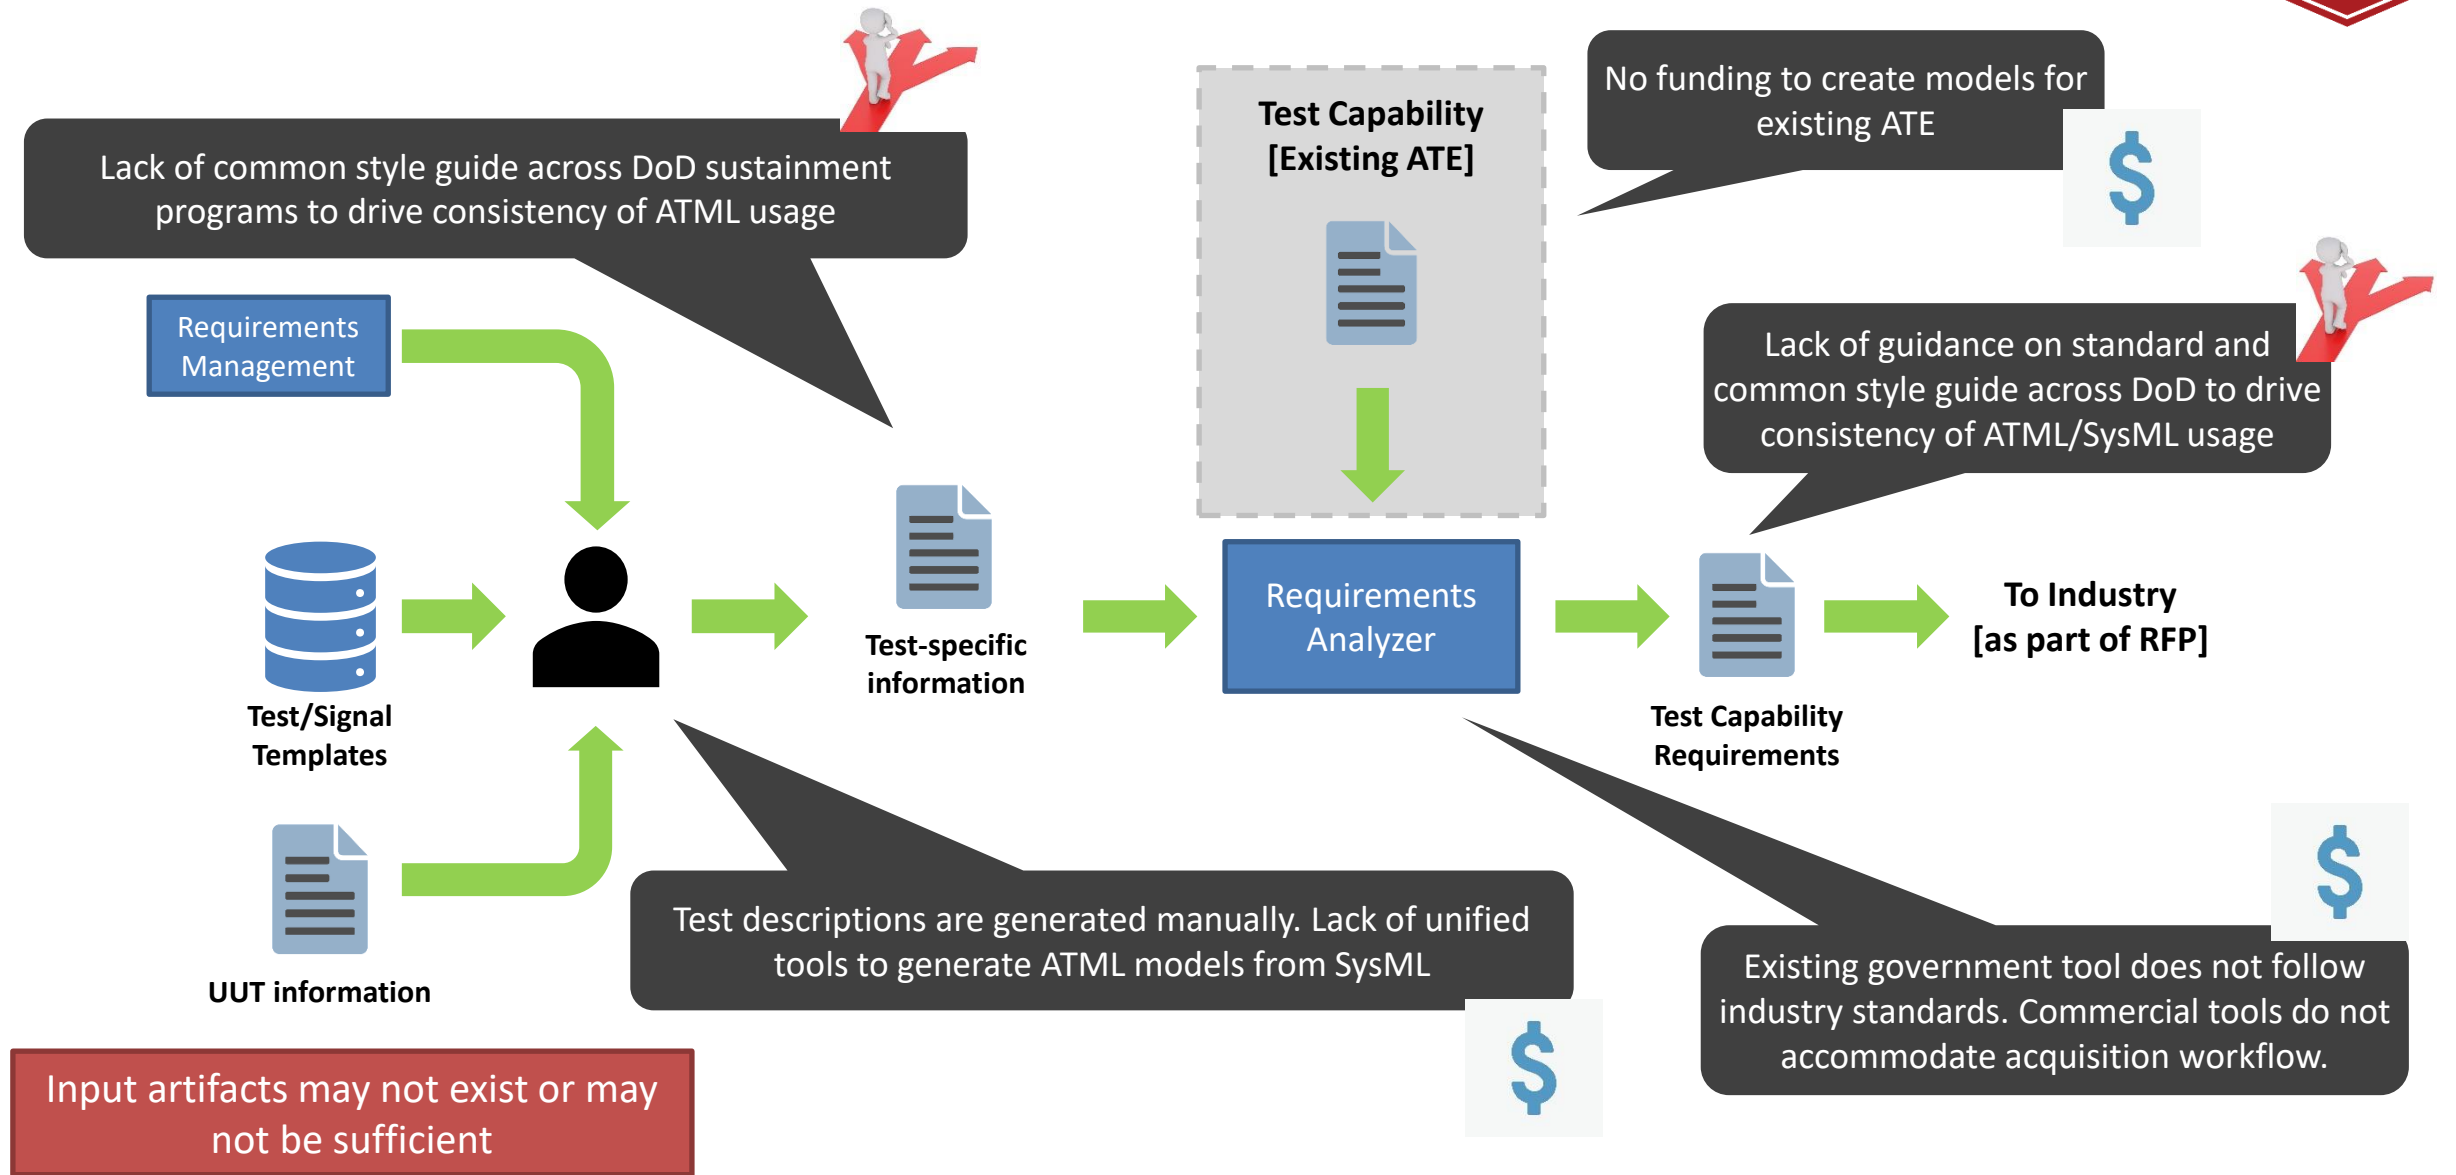 Lack of common style guide across DoD sustainment
programs to drive consistency of ATML usage
Test Capability
[Existing ATE]
No funding to create models for
existing ATE
Requirements
Management
Lack of guidance on standard and
common style guide across DoD to drive
consistency of ATML/SysML usage
Test/Signal
Templates
Test-specific
information
Requirements
Analyzer
Test Capability
Requirements
To Industry
[as part of RFP]
UUT information
Test descriptions are generated manually. Lack of unified
tools to generate ATML models from SysML
Existing government tool does not follow
industry standards. Commercial tools do not
accommodate acquisition workflow.
Input artifacts may not exist or may
not be sufficient
$
$
$